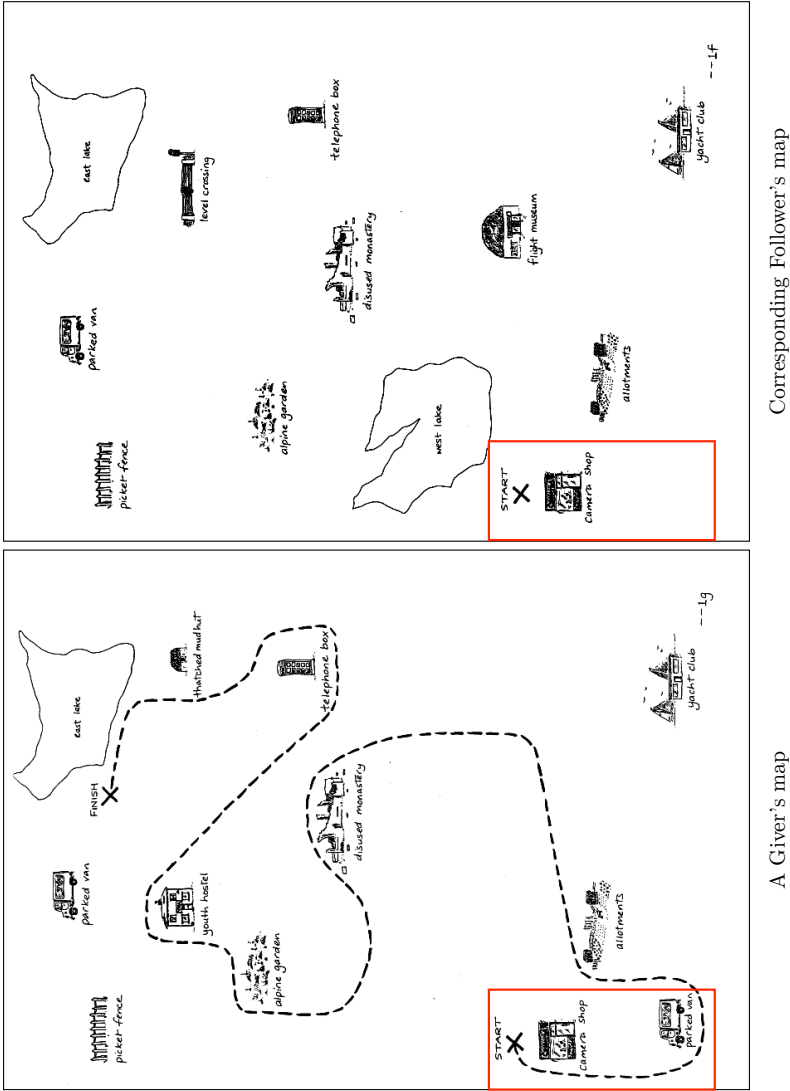 east lake
parked van
FINISH
picket fence
thatched mud hut
youth hostel
alpine garden
telephone box
disused monastery
START
camera shop
allotments
parked van
yacht club
--1g
A Giver's map
east lake
parked van
picket fence
level crossing
alpine garden
telephone box
disused monastery
west lake
START
flight museum
camera shop
allotments
yacht club
--1f
Corresponding Follower's map